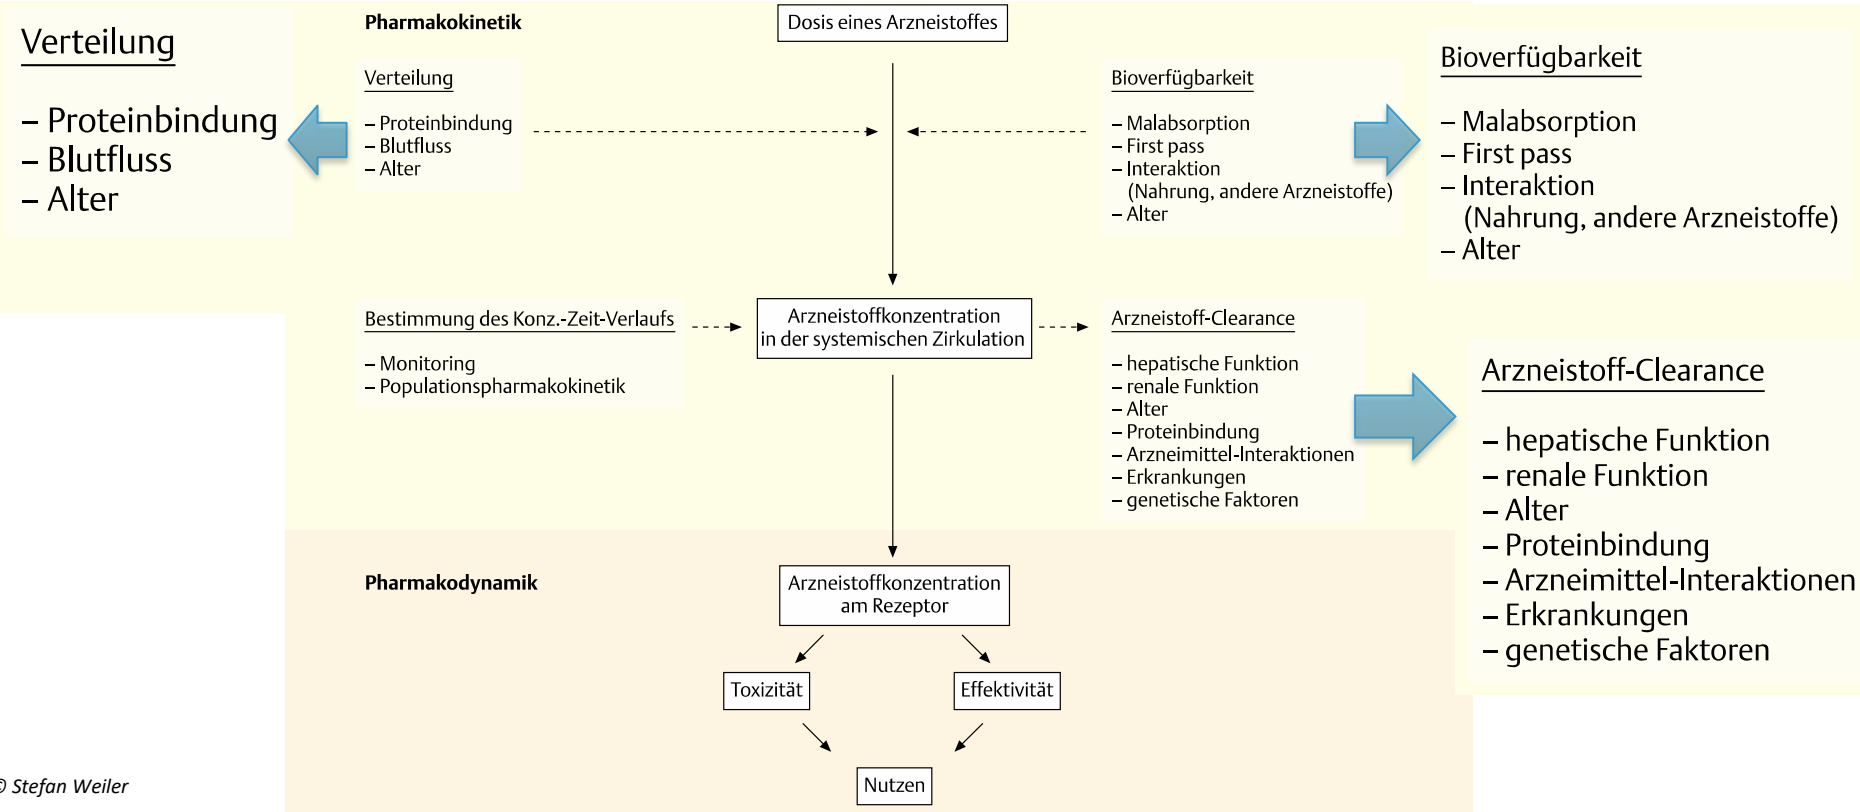 Verteilung
– Proteinbindung
– Blutfluss
– Alter
Pharmakokinetik
Dosis eines Arzneistoffes
Verteilung
– Proteinbindung
– Blutfluss
– Alter
Bioverfügbarkeit
– Malabsorption
– First pass
– Interaktion
(Nahrung, andere Arzneistoffe)
– Alter
Bioverfügbarkeit
– Malabsorption
– First pass
– Interaktion
(Nahrung, andere Arzneistoffe)
– Alter
Bestimmung des Konz.-Zeit-Verlaufs
– Monitoring
– Populationspharmakokinetik
Arzneistoffkonzentration
in der systemischen Zirkulation
Arzneistoff-Clearance
– hepatische Funktion
– renale Funktion
– Alter
– Proteinbindung
– Arzneimittel-Interaktionen
– Erkrankungen
– genetische Faktoren
Arzneistoff-Clearance
– hepatische Funktion
– renale Funktion
– Alter
– Proteinbindung
– Arzneimittel-Interaktionen
– Erkrankungen
– genetische Faktoren
Pharmakodynamik
Arzneistoffkonzentration
am Rezeptor
Toxizität
Effektivität
Nutzen
© Stefan Weiler